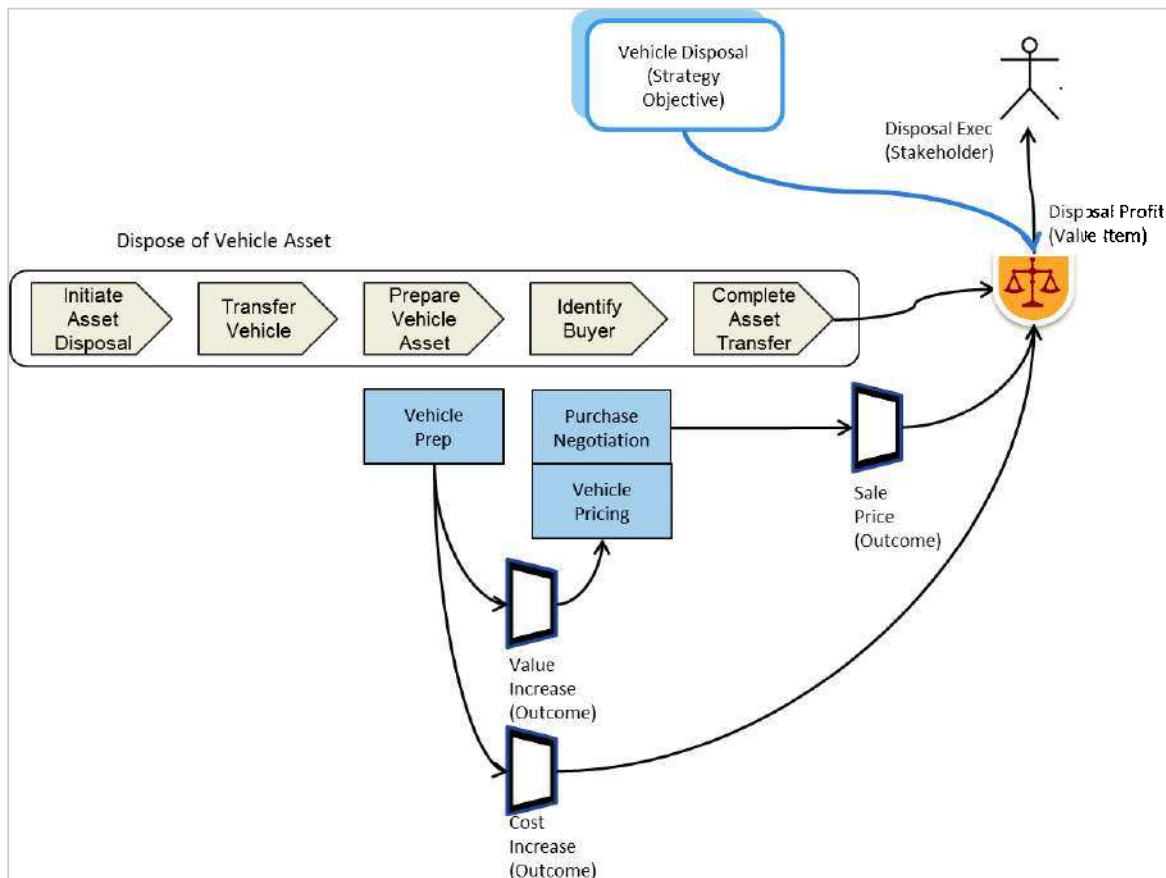 Vehicle Disposal
(Strategy
Objective)
Disposal Exec
(Stakeholder)
Disposal Profit
(Value Item)
Dispose of Vehicle Asset
Initiate
Asset
Disposal
Transfer
Vehicle
Prepare
Vehicle
Asset
Identify
Buyer
Complete
Asset
Transfer
Vehicle
Prep
Purchase
Negotiation
Vehicle
Pricing
Sale
Price
(Outcome)
Value
Increase
(Outcome)
Cost
Increase
(Outcome)